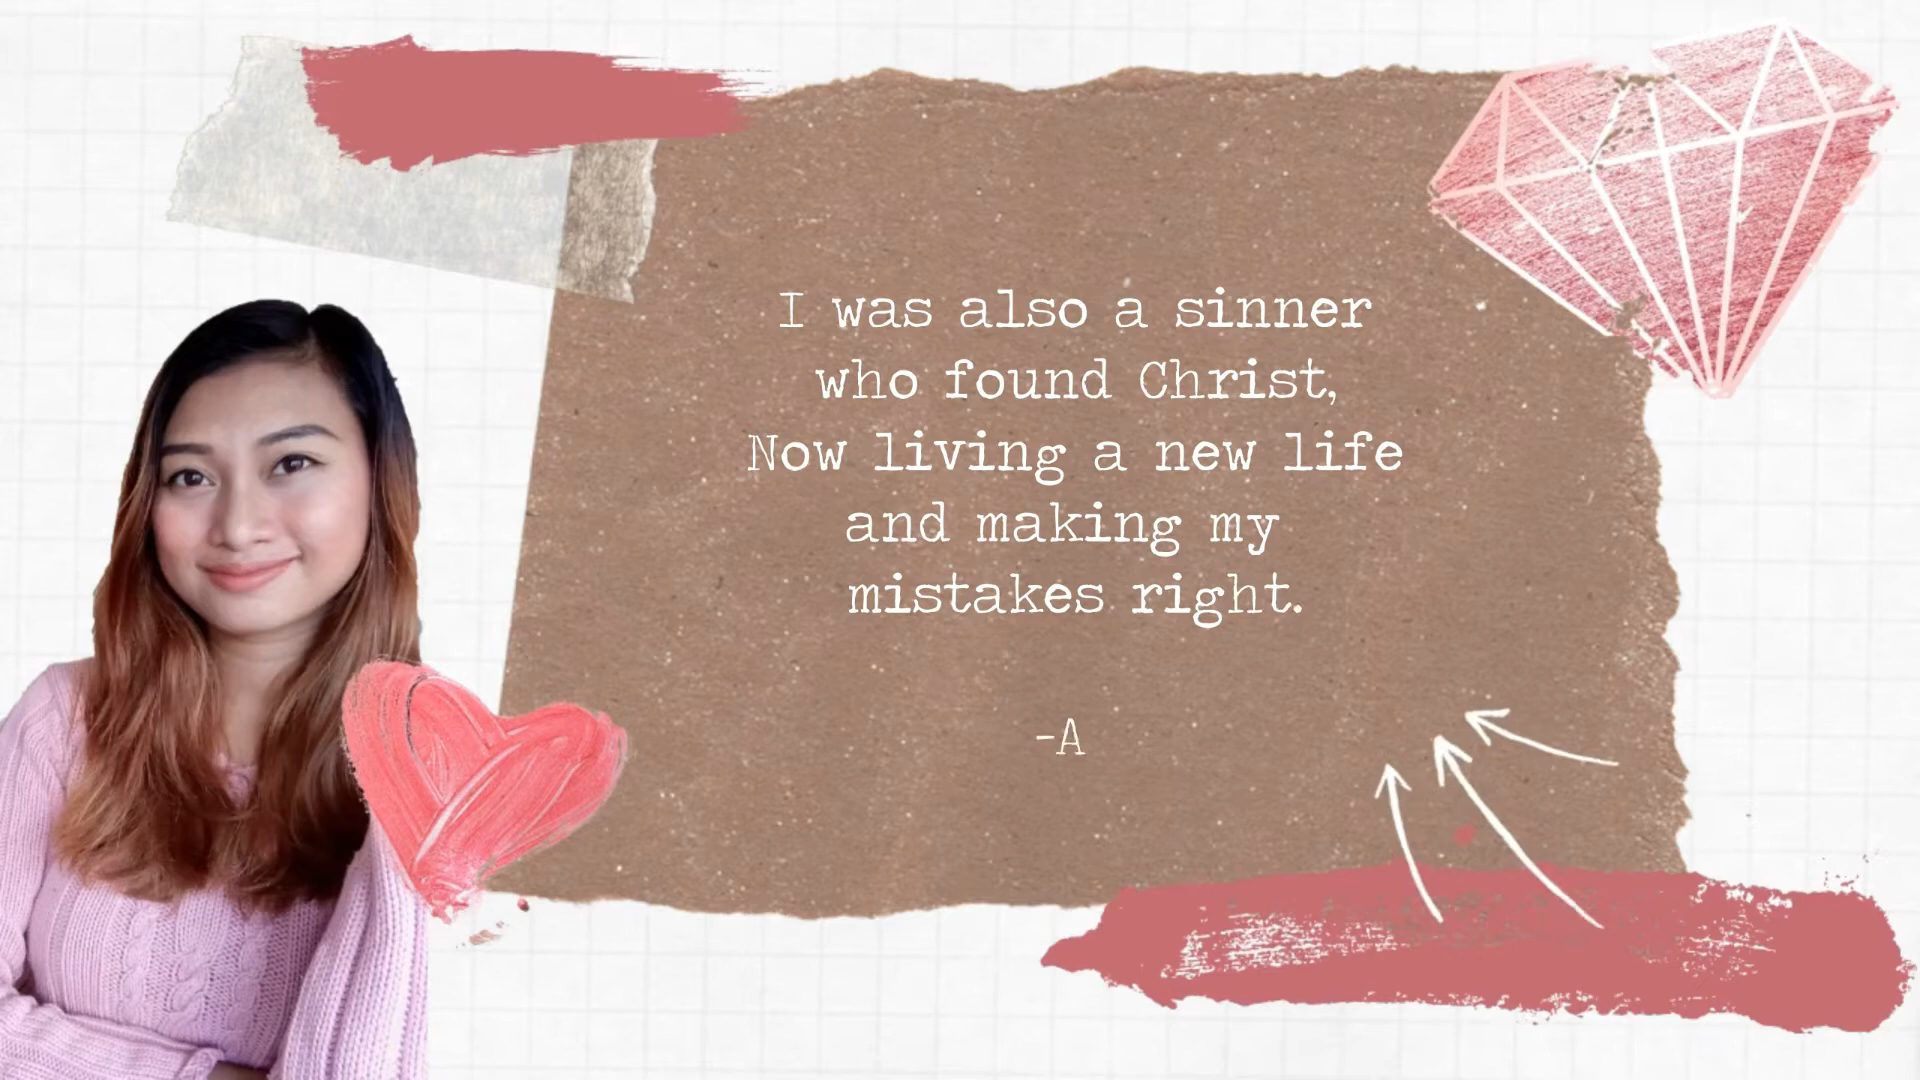 I was also a sinner
who found Christ,
Now living a new life
and making my
mistakes right.
-A